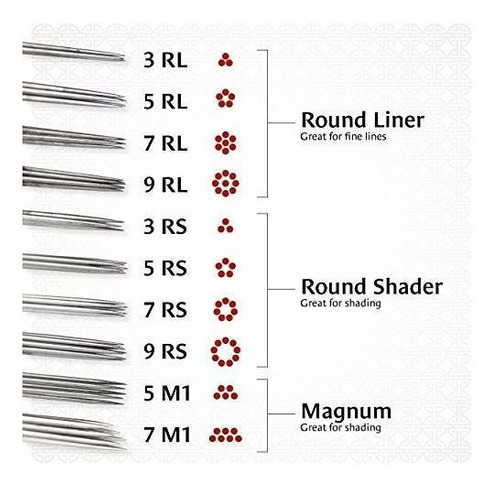 3 RL
5 RL
7 RL
9 RL
Round Liner
Great for fine lines
3 RS
5 RS
7 RS
9 RS
Round Shader
Great for shading
5 M1
7 M1
Magnum
Great for shading